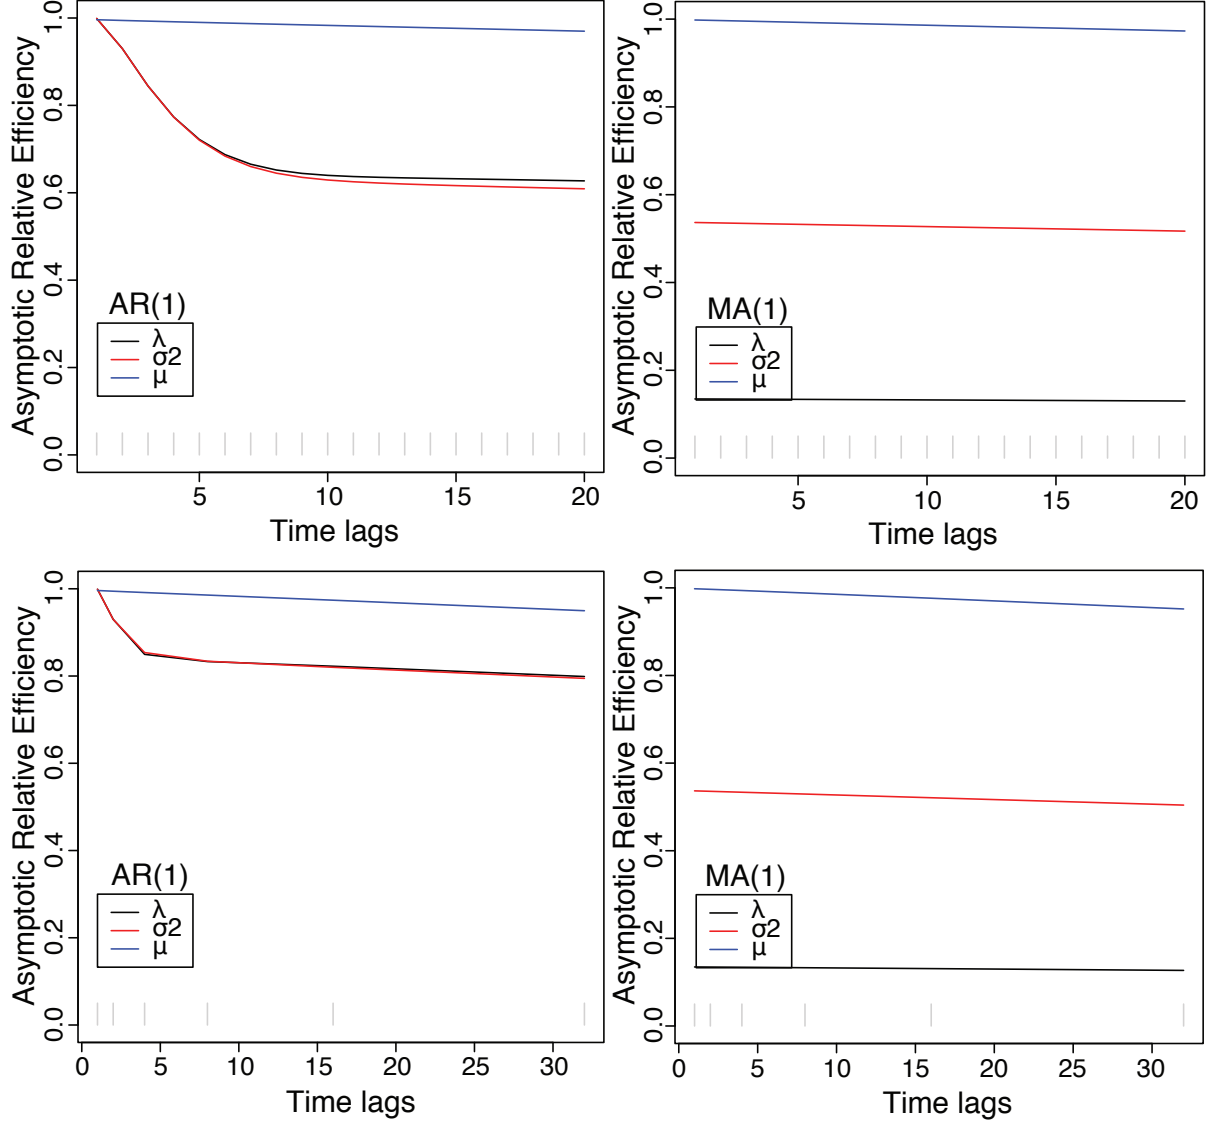 Asymptotic Relative Efficiency
0.0 0.2 0.4 0.6 0.8 1.0
AR(1)
λ
σ2
μ
5 10 15 20
Time lags
Asymptotic Relative Efficiency
0.0 0.2 0.4 0.6 0.8 1.0
MA(1)
λ
σ2
μ
5 10 15 20
Time lags
Asymptotic Relative Efficiency
0.0 0.2 0.4 0.6 0.8 1.0
AR(1)
λ
σ2
μ
0 5 10 15 20 25 30
Time lags
Asymptotic Relative Efficiency
0.0 0.2 0.4 0.6 0.8 1.0
MA(1)
λ
σ2
μ
0 5 10 15 20 25 30
Time lags